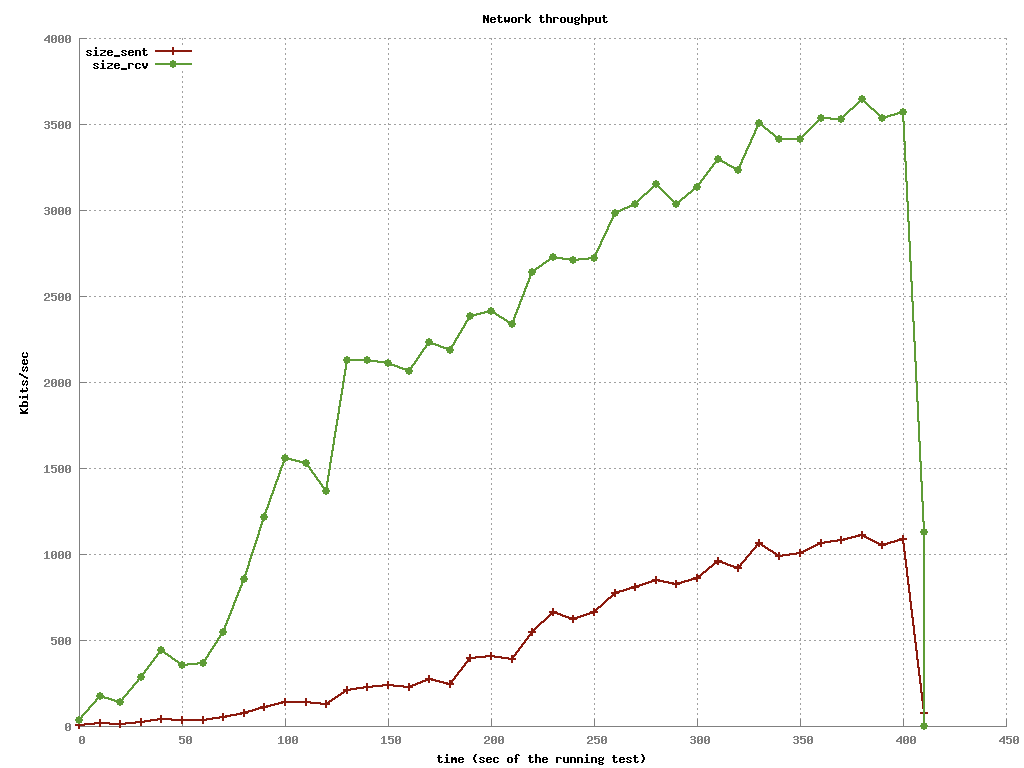 Network throughput
4000
3500
3000
2500
2000
1500
1000
500
0
size_sent
size_rcv
Kbits/sec
0 50 100 150 200 250 300 350 400 450
time (sec of the running test)